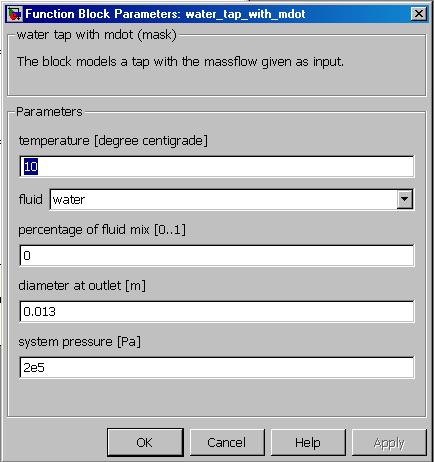 Function Block Parameters: water_tap_with_mdot
water tap with mdot (mask)
The block models a tap with the massflow given as input.
Parameters
temperature [degree centigrade]
10
fluid water
percentage of fluid mix [0..1]
0
diameter at outlet [m]
0.013
system pressure [Pa]
2e5
OK Cancel Help Apply